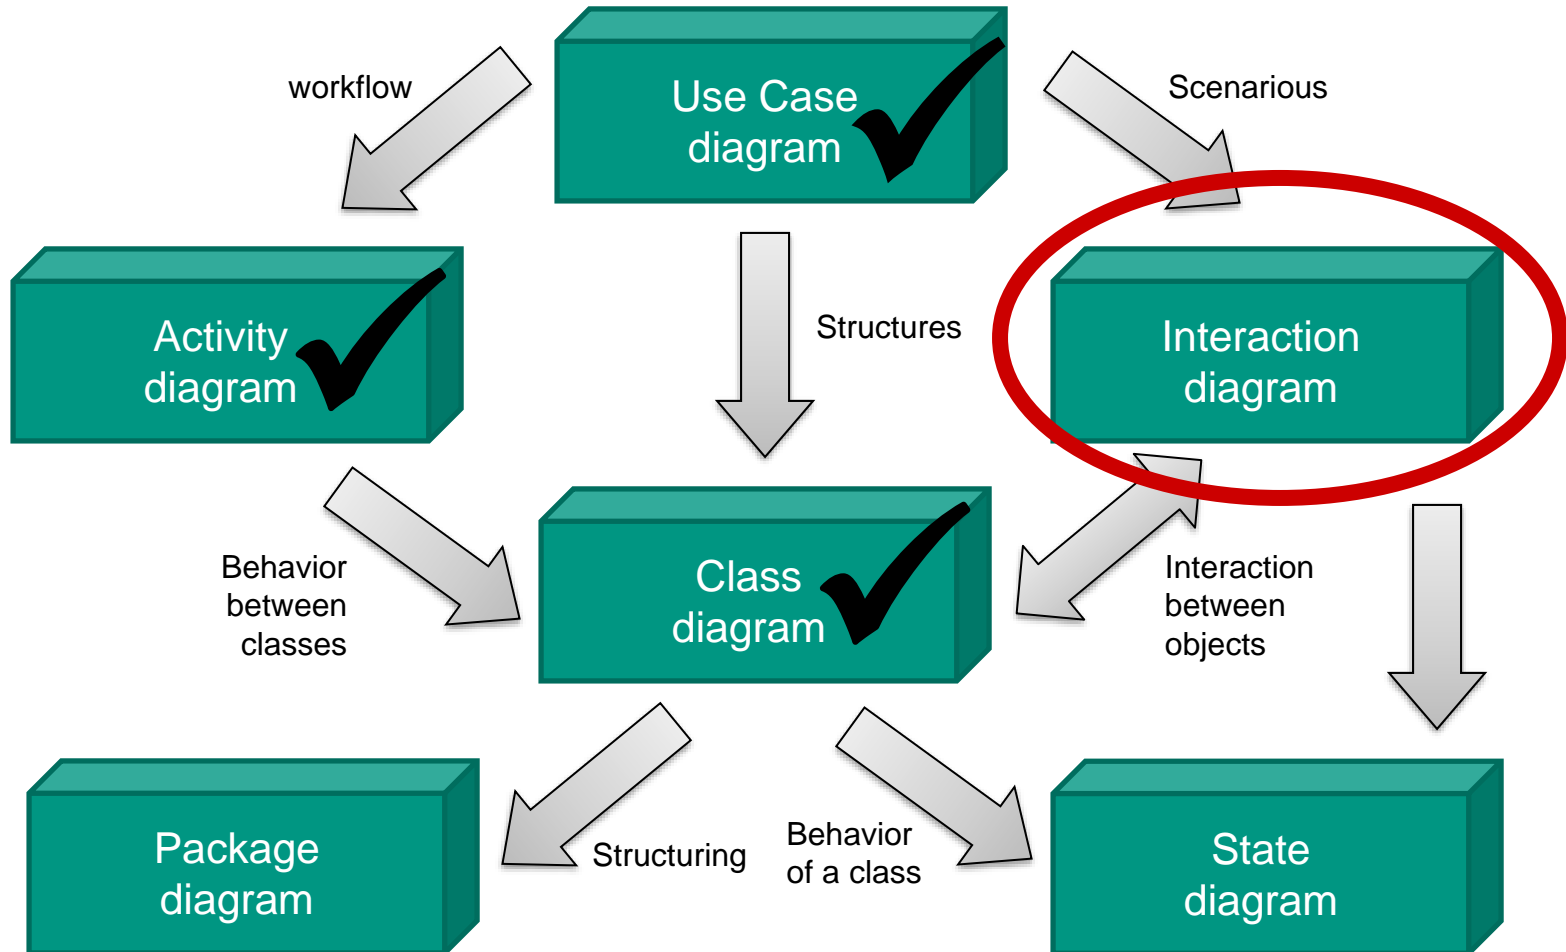 workflow
Use Case
diagram
Scenarious
Activity
diagram
Structures
Interaction
diagram
Behavior
between
classes
Class
diagram
Interaction
between
objects
Package
diagram
Structuring
Behavior
of a class
State
diagram